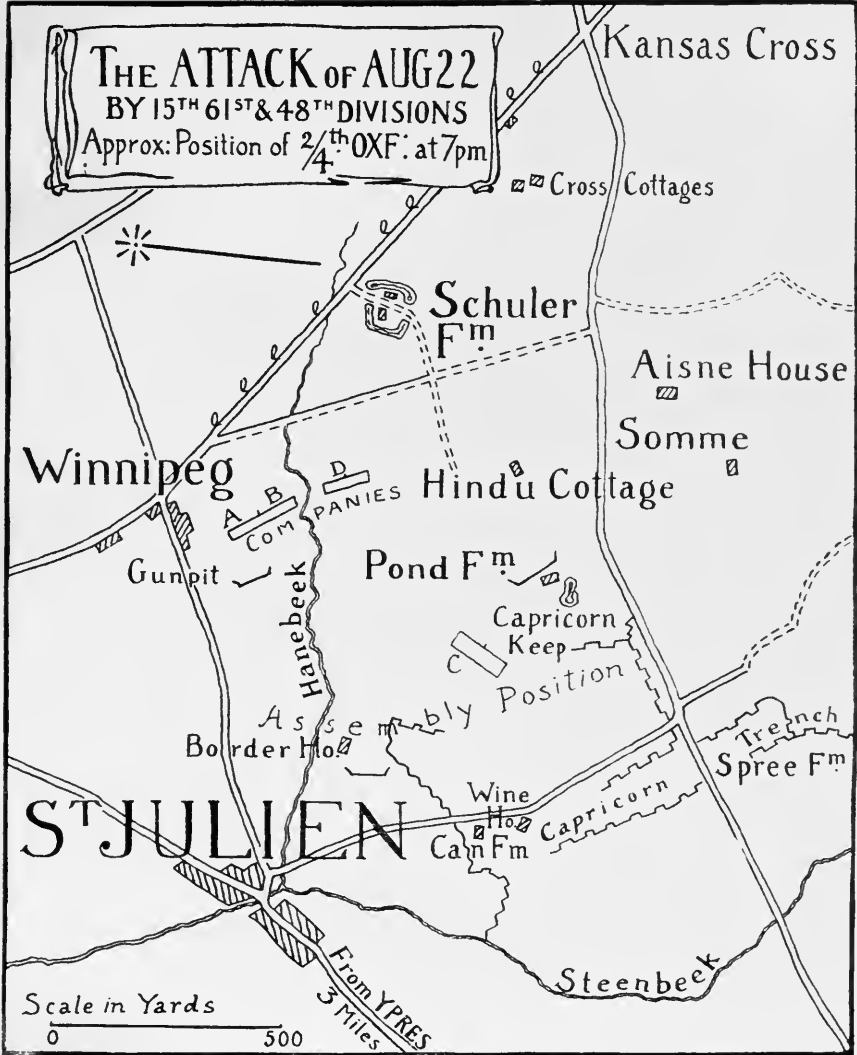 THE ATTACK OF AUG 22
BY 15TH 61ST & 48TH DIVISIONS
Approx: Position of 2/4th OXF: at 7pm
Kansas Cross
Cross Cottages
Schuler
Fm.
Aisne House
Somme
Winnipeg
A . B
D
COMPANIES
Hindu Cottage
Gunpit
Pond Fm.
Hanebeek
Capricorn
Keep
C
Assembly Position
Border Ho.
Trench
Spree Fm.
Wine
Ho.
Capricorn
ST JULIEN
Cain Fm
Steenbeek
From YPRES
3 Miles
Scale in Yards
0 500